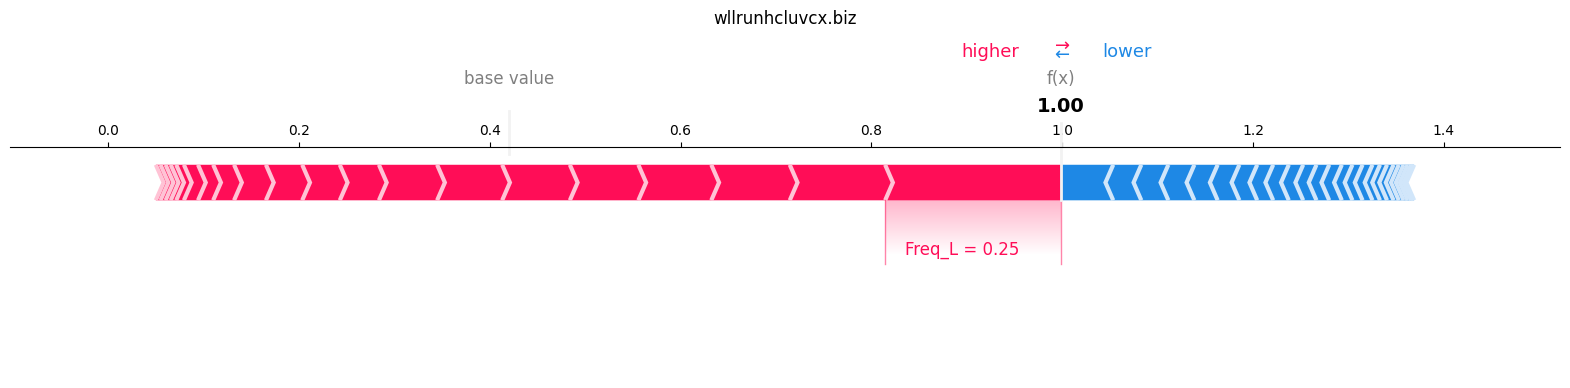 wllrunhcluvcx.biz
higher → ← lower
base value f(x)
1.00
0.0 0.2 0.4 0.6 0.8 1 0 1.2 1.4
Freq_L = 0.25